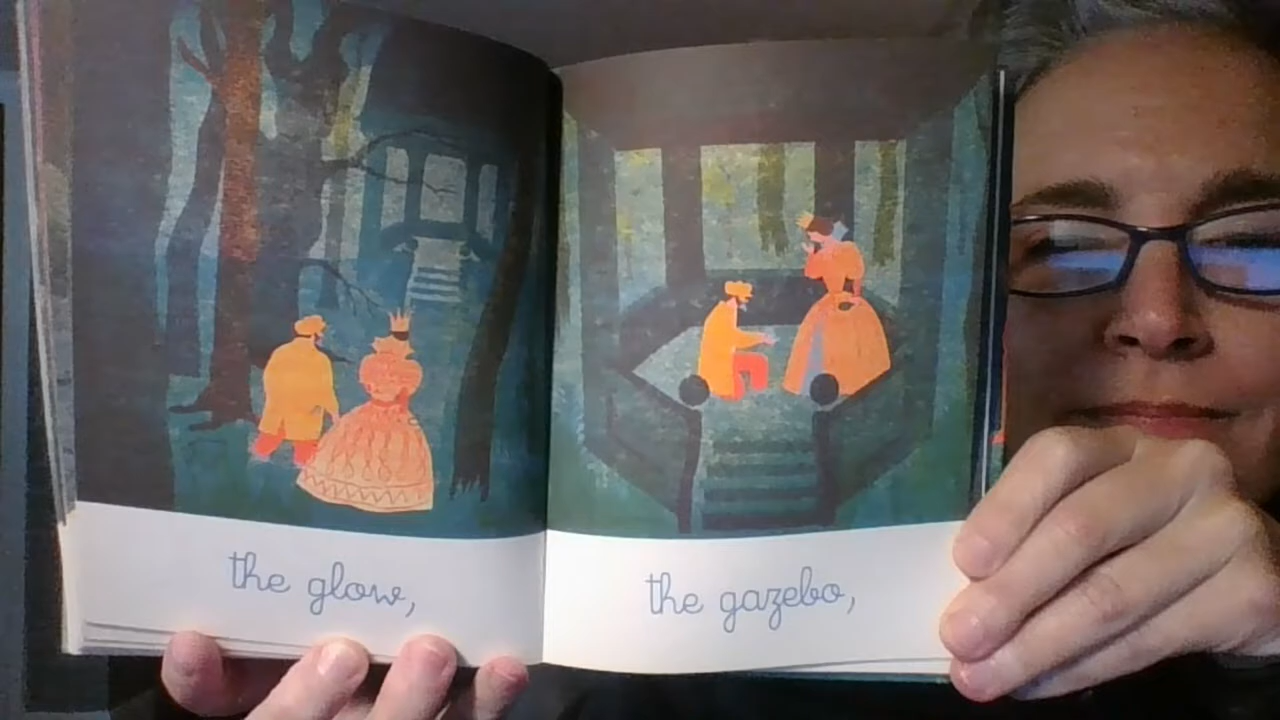 the glow,
the gazebo,